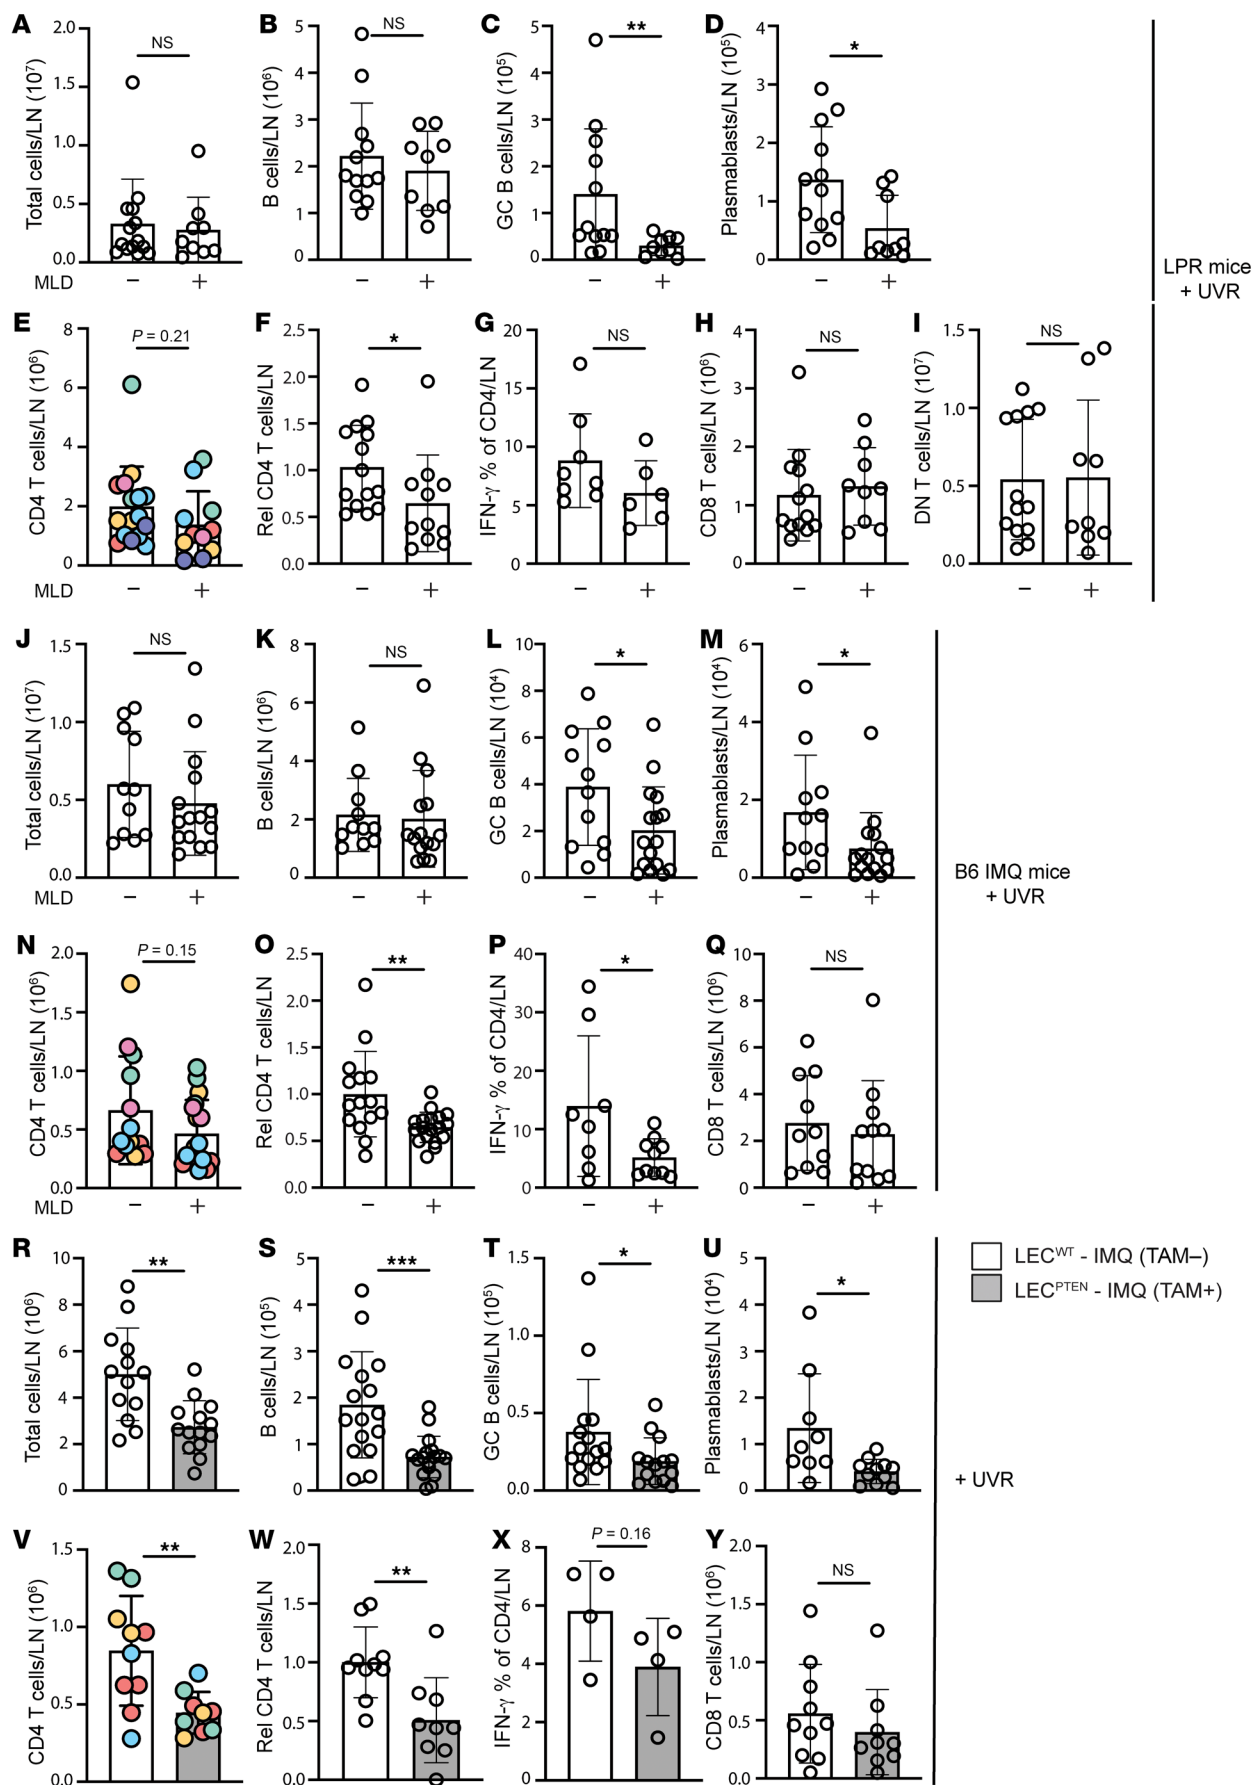 A
Total cells/LN (10⁷)
2.0
1.5
1.0
0.5
0.0
NS
MLD
−
+
B
B cells/LN (10⁶)
5
4
3
2
1
0
NS
−
+
C
GC B cells/LN (10⁵)
5
4
3
2
1
0
**
−
+
D
Plasmablasts/LN (10⁵)
4
3
2
1
0
*
−
+
LPR mice
+ UVR
E
CD4 T cells/LN (10⁶)
8
6
4
2
0
P = 0.21
MLD
−
+
F
Rel CD4 T cells/LN
2.5
2.0
1.5
1.0
0.5
0.0
*
−
+
G
IFN-γ % of CD4/LN
20
15
10
5
0
NS
−
+
H
CD8 T cells/LN (10⁶)
4
3
2
1
0
NS
−
+
I
DN T cells/LN (10⁷)
1.5
1.0
0.5
0.0
NS
−
+
J
Total cells/LN (10⁷)
1.5
1.0
0.5
0.0
NS
MLD
−
+
K
B cells/LN (10⁶)
8
6
4
2
0
NS
−
+
L
GC B cells/LN (10⁴)
10
8
6
4
2
0
*
−
+
M
Plasmablasts/LN (10⁴)
6
4
2
0
*
−
+
B6 IMQ mice
+ UVR
N
CD4 T cells/LN (10⁶)
2.0
1.5
1.0
0.5
0.0
P = 0.15
MLD
−
+
O
Rel CD4 T cells/LN
2.5
2.0
1.5
1.0
0.5
0.0
**
−
+
P
IFN-γ % of CD4/LN
40
30
20
10
0
*
−
+
Q
CD8 T cells/LN (10⁶)
10
8
6
4
2
0
NS
−
+
R
Total cells/LN (10⁶)
10
8
6
4
2
0
**
S
B cells/LN (10⁵)
5
4
3
2
1
0
***
T
GC B cells/LN (10⁵)
1.5
1.0
0.5
0.0
*
U
Plasmablasts/LN (10⁴)
5
4
3
2
1
0
*
LECᵂᵀ - IMQ (TAM–)
LECᴾᵀᴱᴺ - IMQ (TAM+)
+ UVR
V
CD4 T cells/LN (10⁶)
1.5
1.0
0.5
0.0
**
W
Rel CD4 T cells/LN
2.0
1.5
1.0
0.5
0.0
**
X
IFN-γ % of CD4/LN
8
6
4
2
0
P = 0.16
Y
CD8 T cells/LN (10⁶)
2.0
1.5
1.0
0.5
0.0
NS